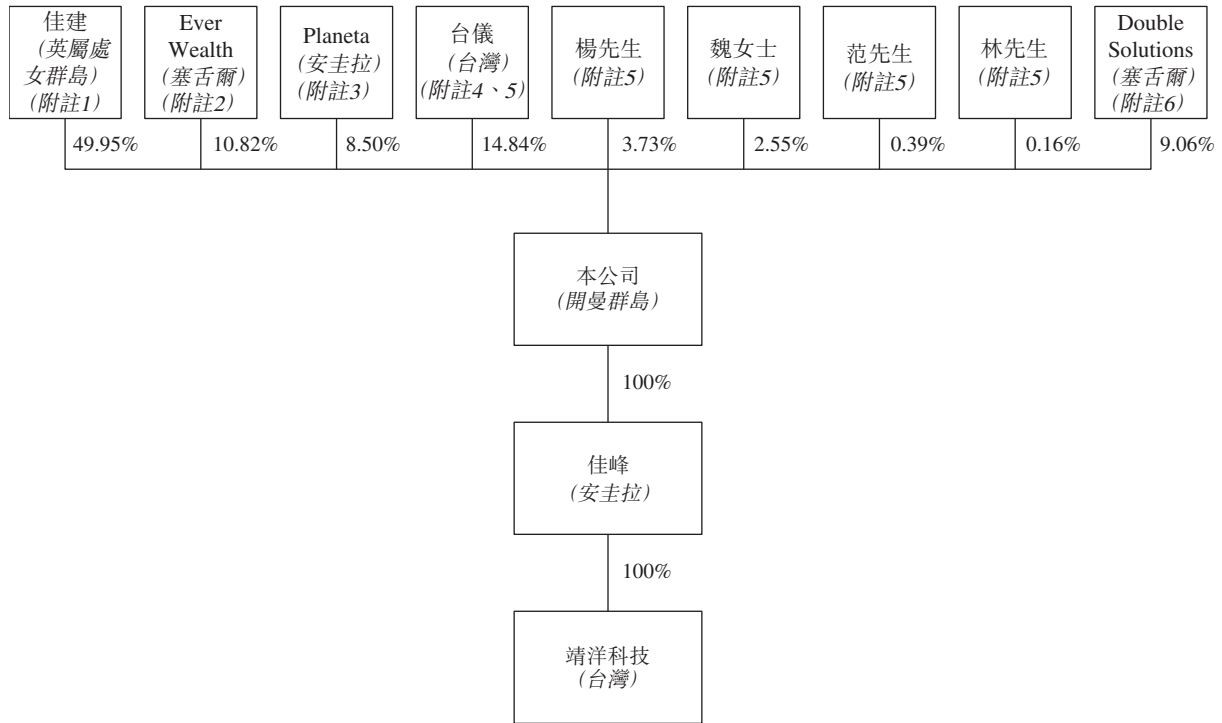 佳建
（英屬處
女群島）
（附註1）
Ever
Wealth
（塞舌爾）
（附註2）
Planeta
（安圭拉）
（附註3）
台儀
（台灣）
（附註4、5）
楊先生
（附註5）
魏女士
（附註5）
范先生
（附註5）
林先生
（附註5）
Double
Solutions
（塞舌爾）
（附註6）
49.95%
10.82%
8.50%
14.84%
3.73%
2.55%
0.39%
0.16%
9.06%
本公司
（開曼群島）
100%
佳峰
（安圭拉）
100%
靖洋科技
（台灣）